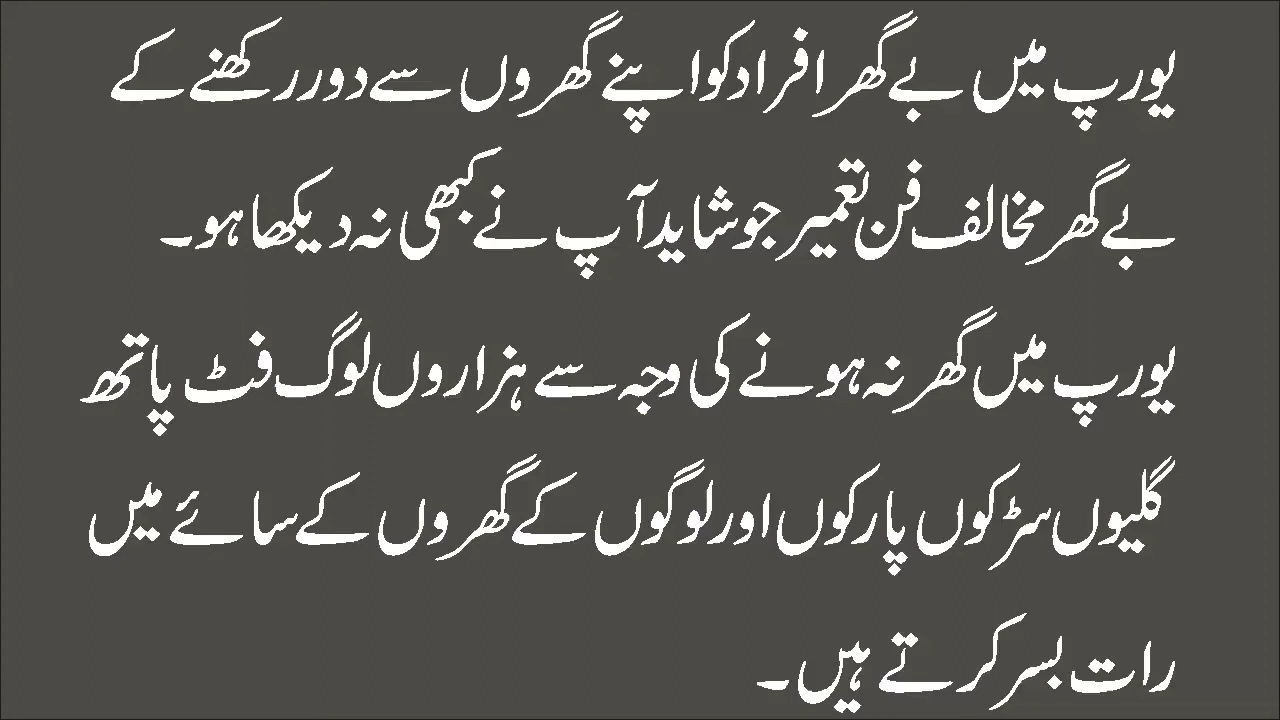 یورپ میں بے گھر افراد کو اپنے گھروں سے دور رکھنے کے
بے گھر مخالف فن تعمیر جو شاید آپ نے کبھی نہ دیکھا ہو۔
یورپ میں گھر نہ ہونے کی وجہ سے ہزاروں لوگ فٹ پاتھ
گلیوں سڑکوں پارکوں اور لوگوں کے گھروں کے سائے میں
رات بسر کرتے ہیں۔